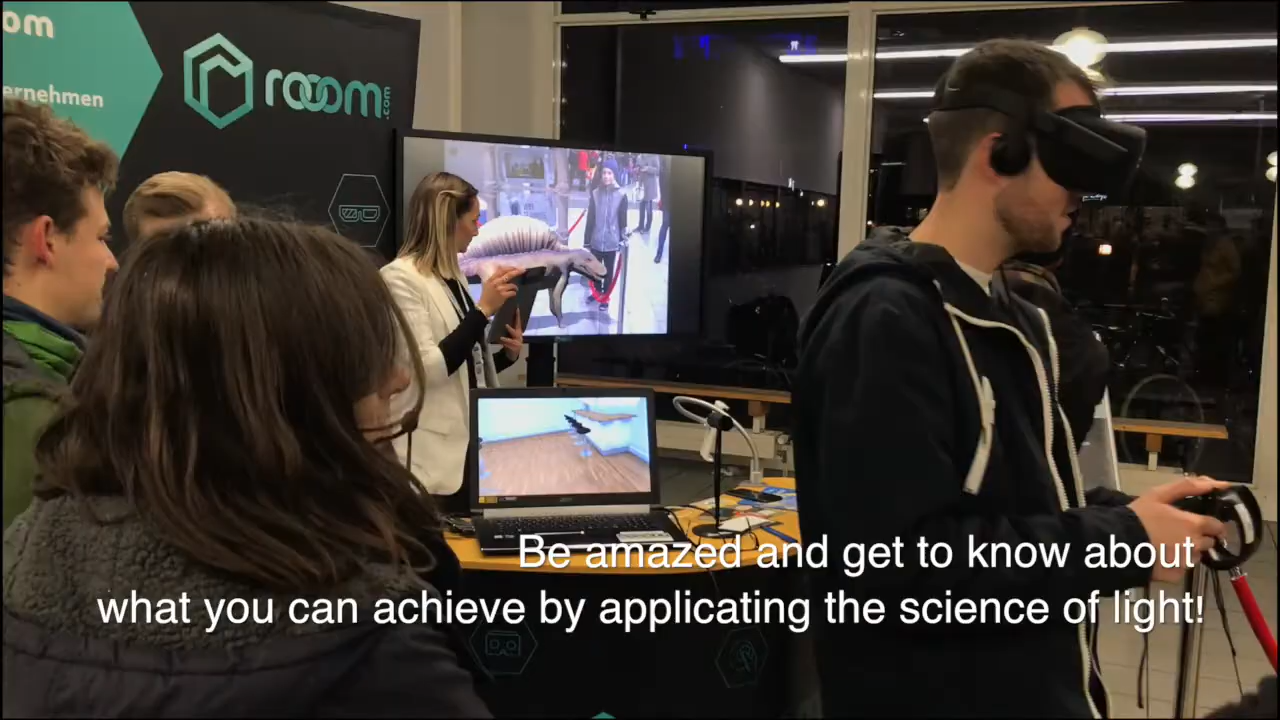 om
ernehmen
rooom.com
Be amazed and get to know about
what you can achieve by applicating the science of light!